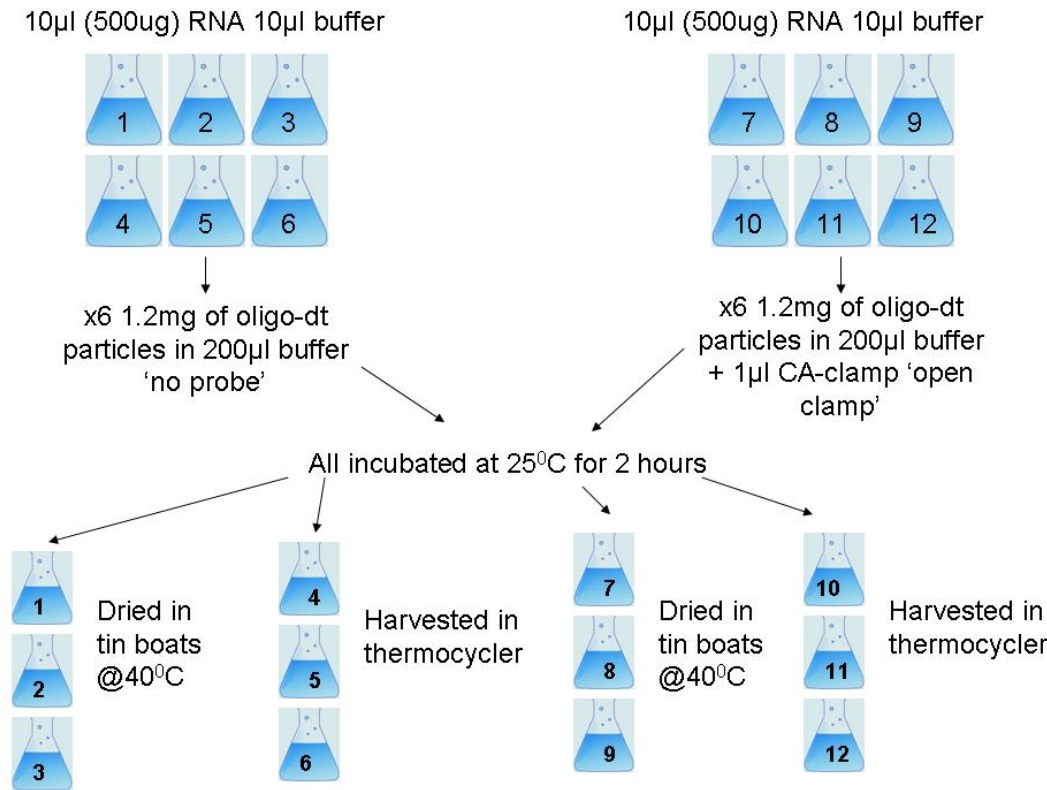 10µl (500ug) RNA 10µl buffer
1 2 3
4 5 6
x6 1.2mg of oligo-dt
particles in 200µl buffer
‘no probe’
10µl (500ug) RNA 10µl buffer
7 8 9
10 11 12
x6 1.2mg of oligo-dt
particles in 200µl buffer
+ 1µl CA-clamp ‘open
clamp’
All incubated at 25⁰C for 2 hours
1
2
3
Dried in
tin boats
@40⁰C
4
5
6
Harvested in
thermocycler
7
8
9
Dried in
tin boats
@40⁰C
10
11
12
Harvested in
thermocycler